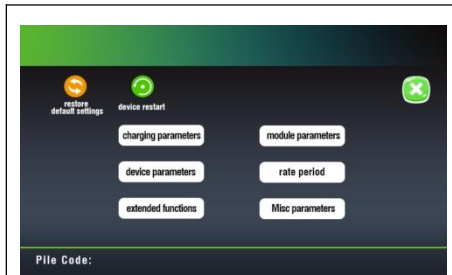 restore
default settings
device restart
charging parameters
module parameters
device parameters
rate period
extended functions
Misc parameters
Pile Code: